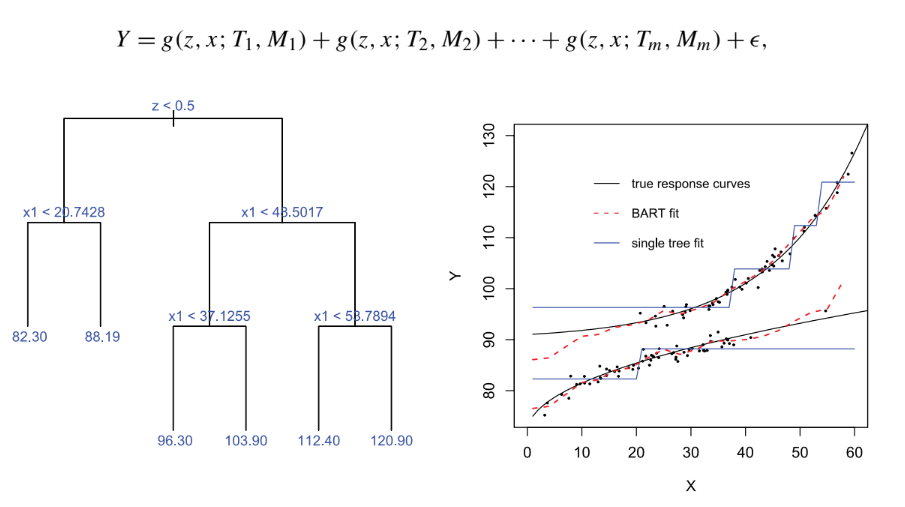 Y = g(z, x; T₁, M₁) + g(z, x; T₂, M₂) + ⋯ + g(z, x; Tₘ, Mₘ) + ϵ,
z < 0.5
x1 < 20.7428
x1 < 48.5017
x1 < 37.1255
x1 < 53.7894
82.30
88.19
96.30
103.90
112.40
120.90
true response curves
BART fit
single tree fit
Y
80
90
100
110
120
130
0 10 20 30 40 50 60
X